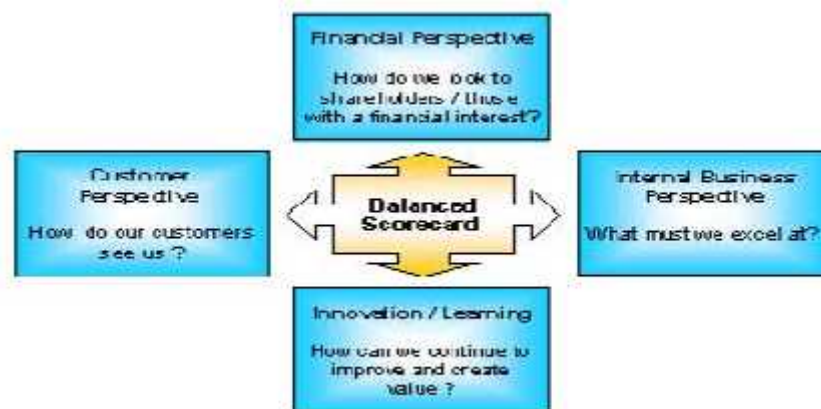 Financial Perspective
How do we look to
shareholders / those
with a financial interest?
Customer
Perspective
How do our customers
see us ?
Balanced
Scorecard
Internal Business
Perspective
What must we excel at?
Innovation / Learning
How can we continue to
improve and create
value ?